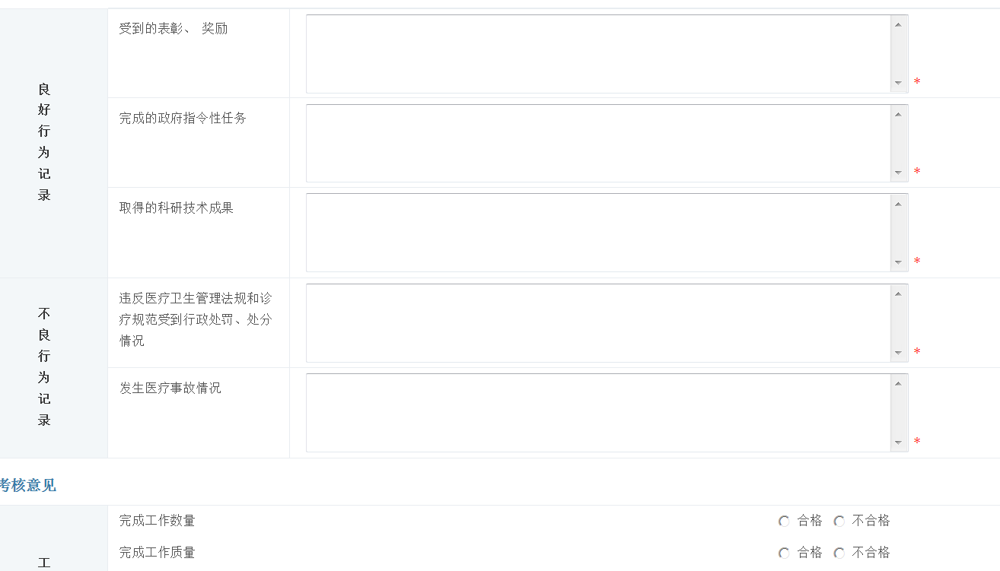 良好行为记录
受到的表彰、 奖励
*
完成的政府指令性任务
*
取得的科研技术成果
*
不良行为记录
违反医疗卫生管理法规和诊
疗规范受到行政处罚、处分
情况
*
发生医疗事故情况
*
考核意见
工
完成工作数量 合格 不合格
完成工作质量 合格 不合格